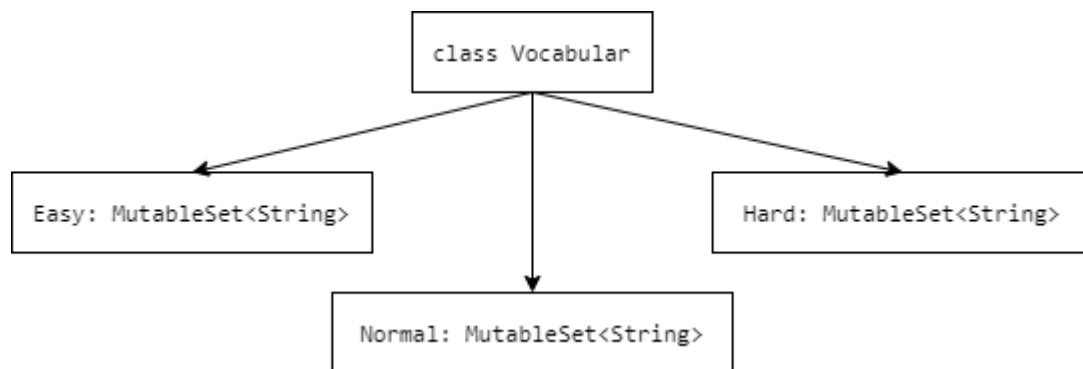 class Vocabular
Easy: MutableSet<String>
Hard: MutableSet<String>
Normal: MutableSet<String>